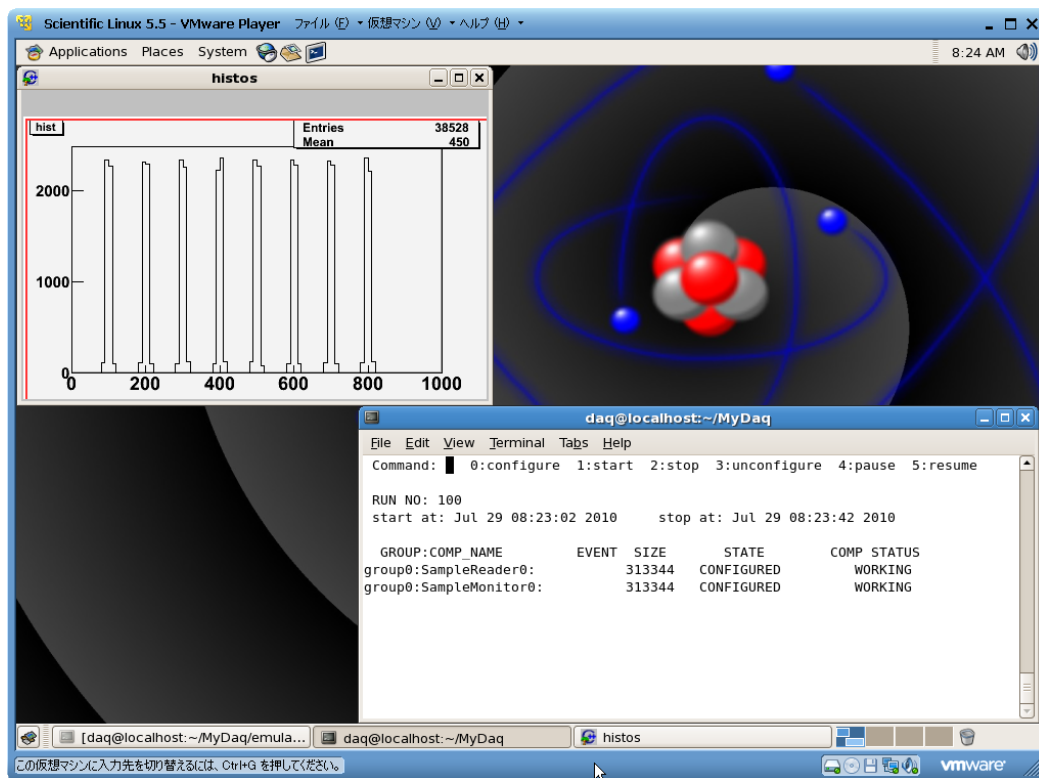 Scientific Linux 5.5 - VMware Player ファイル (F) 仮想マシン (V) ヘルプ (H)
Applications Places System 8:24 AM
histos
hist
Entries 38528
Mean 450
2000
1000
0
0 200 400 600 800 1000
daq@localhost:~/MyDaq
File Edit View Terminal Tabs Help
Command: 0:configure 1:start 2:stop 3:unconfigure 4:pause 5:resume
RUN NO: 100
start at: Jul 29 08:23:02 2010 stop at: Jul 29 08:23:42 2010
GROUP:COMP_NAME EVENT SIZE STATE COMP STATUS
group0:SampleReader0: 313344 CONFIGURED WORKING
group0:SampleMonitor0: 313344 CONFIGURED WORKING
[daq@localhost:~/MyDaq/emula... daq@localhost:~/MyDaq histos
この仮想マシンに入力先を切り替えるには、Ctrl+G を押してください。 vmware